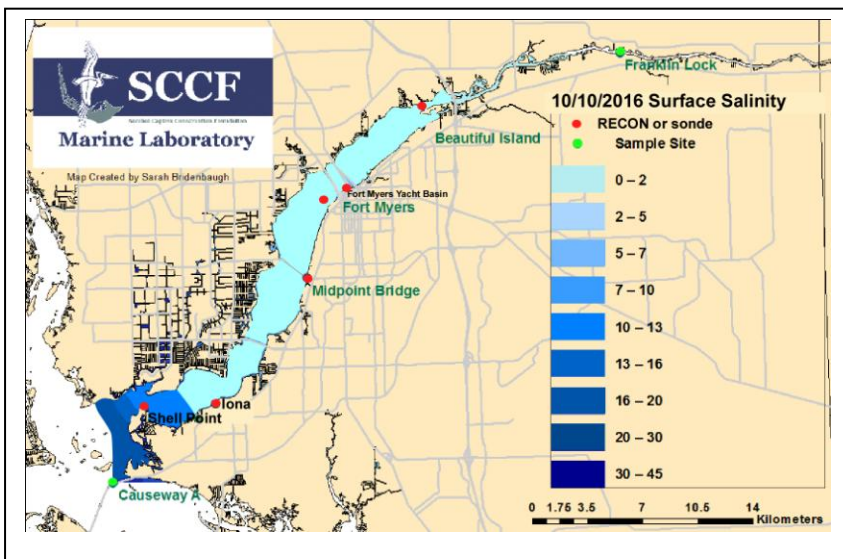 SCCF
Sanibel Captiva Conservation Foundation
Marine Laboratory
Map Created by Sarah Bridenbaugh
Franklin Lock
10/10/2016 Surface Salinity
RECON or sonde
Sample Site
0 – 2
2 – 5
5 – 7
7 – 10
10 – 13
13 – 16
16 – 20
20 – 30
30 – 45
Beautiful Island
Fort Myers Yacht Basin
Fort Myers
Midpoint Bridge
Iona
Shell Point
Causeway A
0 1.75 3.5 7 10.5 14
Kilometers